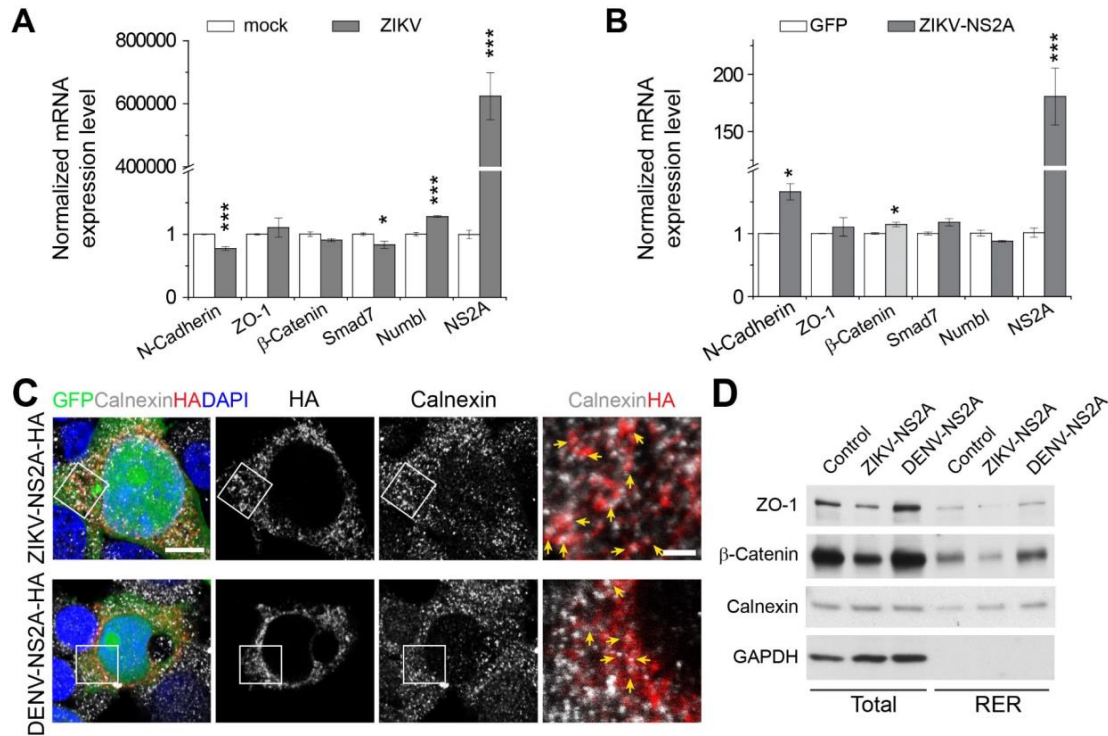 A
mock ZIKV
Normalized mRNA
expression level
800000
600000
400000
1
0
***
*
***
***
N-Cadherin
ZO-1
β-Catenin
Smad7
Numbl
NS2A
B
GFP ZIKV-NS2A
Normalized mRNA
expression level
200
150
1
0
*
*
***
N-Cadherin
ZO-1
β-Catenin
Smad7
Numbl
NS2A
C
GFPCalnexinHADAPI HA Calnexin CalnexinHA
ZIKV-NS2A-HA
DENV-NS2A-HA
D
Control ZIKV-NS2A DENV-NS2A Control ZIKV-NS2A DENV-NS2A
ZO-1
β-Catenin
Calnexin
GAPDH
Total RER